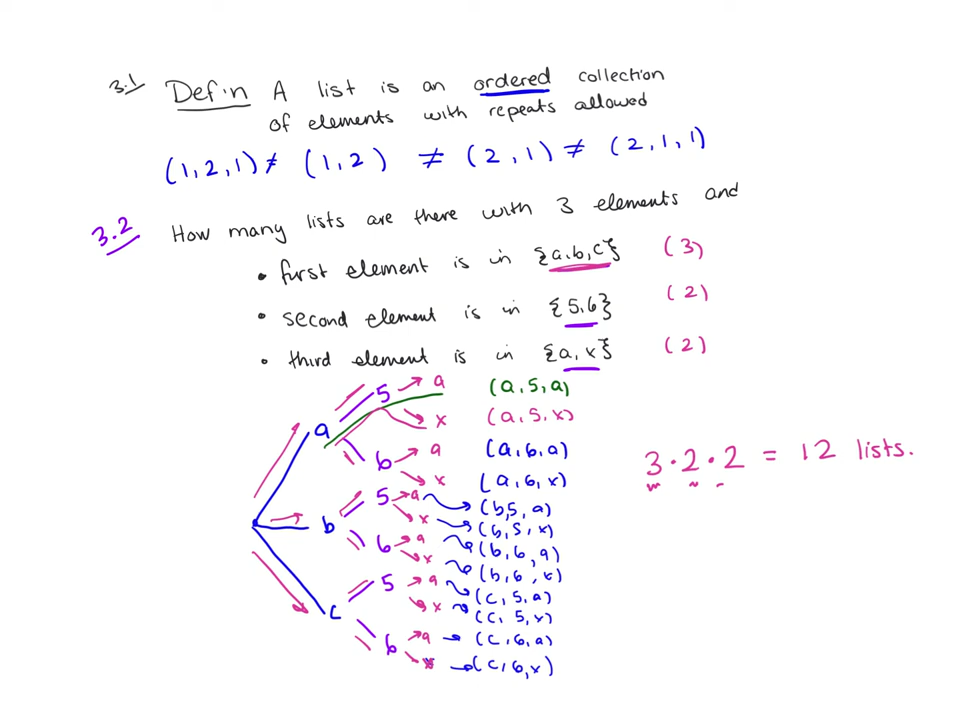 3.1 Defin A list is an ordered collection
of elements with repeats allowed
(1,2,1) ≠ (1,2) ≠ (2,1) ≠ (2,1,1)
3.2 How many lists are there with 3 elements and
• first element is in {a,b,c} (3)
• second element is in {5,6} (2)
• third element is in {a,x} (2)
5 a (a,5,a)
x (a,5,x)
a
6 a (a,6,a)
x (a,6,x)
3·2·2 = 12 lists.
5 a (b,5,a)
x (b,5,x)
b
6 a (b,6,a)
x (b,6,x)
5 a (c,5,a)
x (c,5,x)
c
6 a (c,6,a)
x (c,6,x)